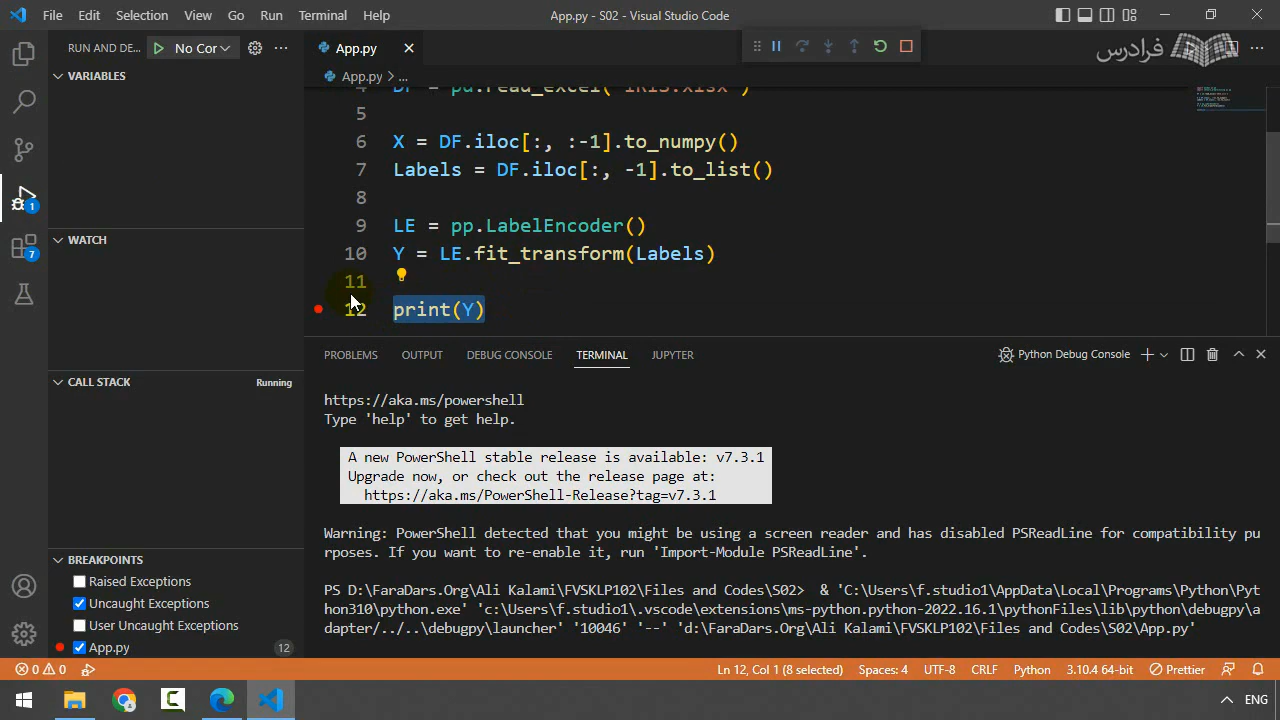 File Edit Selection View Go Run Terminal Help
App.py - S02 - Visual Studio Code
RUN AND DE...
No Cor
App.py
فرادرس
App.py > ...
VARIABLES
WATCH
CALL STACK
Running
BREAKPOINTS
Raised Exceptions
Uncaught Exceptions
User Uncaught Exceptions
App.py
12
4 DF = pd.read_excel('IRIS.xlsx')
5
6 X = DF.iloc[:, :-1].to_numpy()
7 Labels = DF.iloc[:, -1].to_list()
8
9 LE = pp.LabelEncoder()
10 Y = LE.fit_transform(Labels)
11
12 print(Y)
PROBLEMS OUTPUT DEBUG CONSOLE TERMINAL JUPYTER
Python Debug Console
https://aka.ms/powershell
Type 'help' to get help.
A new PowerShell stable release is available: v7.3.1
Upgrade now, or check out the release page at:
https://aka.ms/PowerShell-Release?tag=v7.3.1
Warning: PowerShell detected that you might be using a screen reader and has disabled PSReadLine for compatibility pu
rposes. If you want to re-enable it, run 'Import-Module PSReadLine'.
PS D:\FaraDars.Org\Ali Kalami\FVSKLP102\Files and Codes\S02>  & 'C:\Users\f.studio1\AppData\Local\Programs\Python\Pyt
hon310\python.exe' 'c:\Users\f.studio1\.vscode\extensions\ms-python.python-2022.16.1\pythonFiles\lib\python\debugpy\a
dapter/../..\debugpy\launcher' '10046' '--' 'd:\FaraDars.Org\Ali Kalami\FVSKLP102\Files and Codes\S02\App.py'
1
7
0 0
Ln 12, Col 1 (8 selected) Spaces: 4 UTF-8 CRLF Python 3.10.4 64-bit Prettier
ENG